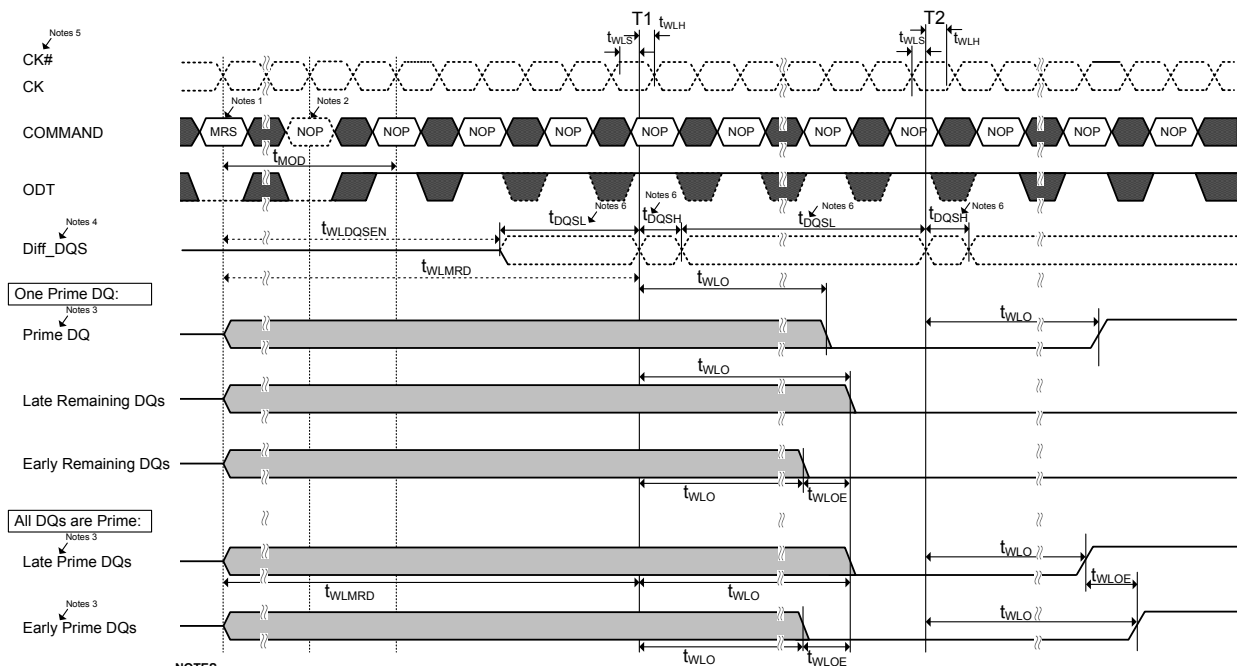 T1 T2
tWLS tWLH tWLS tWLH
Notes 5
CK#
CK
Notes 1 Notes 2
COMMAND MRS NOP NOP NOP NOP NOP NOP NOP NOP NOP NOP NOP
tMOD
ODT
Notes 6 Notes 6 Notes 6 Notes 6
tDQSL tDQSH tDQSL tDQSH
Notes 4
Diff_DQS
tWLDQSEN
tWLMRD
tWLO
One Prime DQ:
Notes 3
Prime DQ
tWLO
tWLO
Late Remaining DQs
Early Remaining DQs
tWLO tWLOE
All DQs are Prime:
Notes 3
Late Prime DQs
tWLO
tWLOE
tWLMRD tWLO
Notes 3
Early Prime DQs
tWLO
tWLO tWLOE